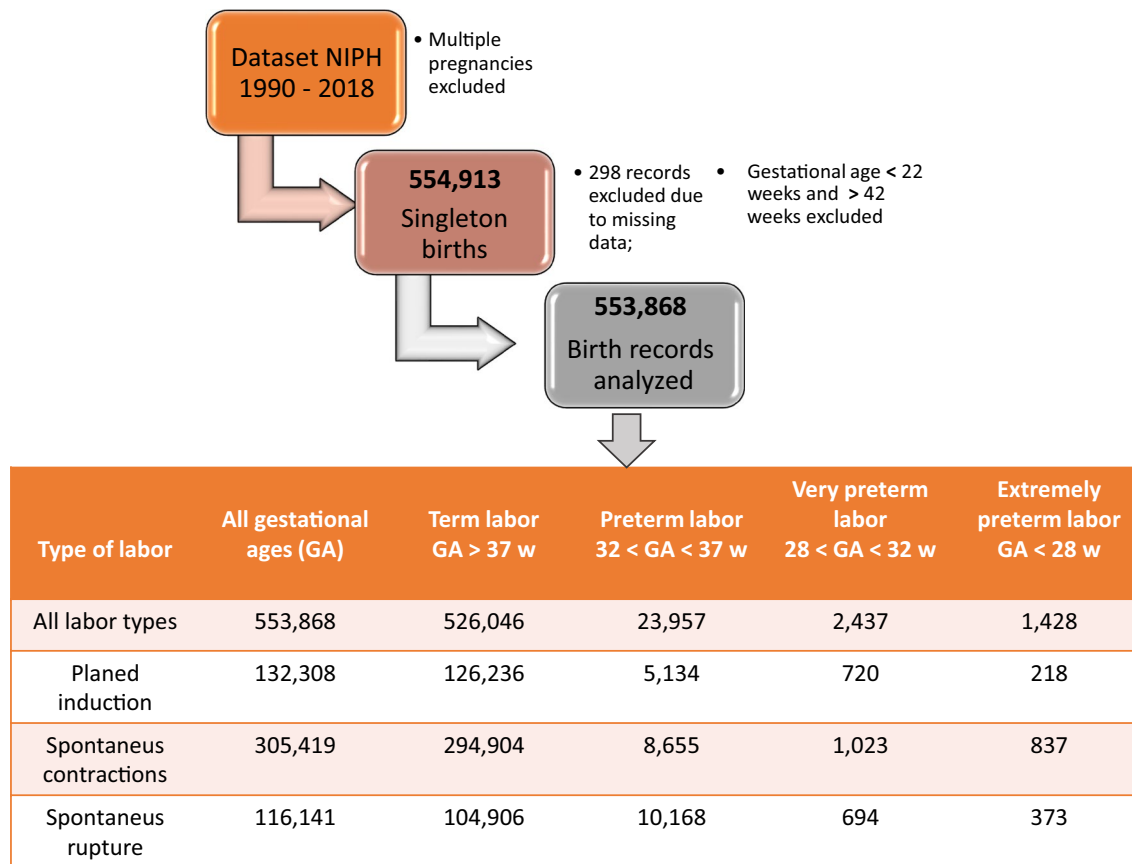 Dataset NIPH
1990 - 2018
• Multiple
pregnancies
excluded
554,913
Singleton
births
• 298 records
excluded due
to missing
data;
• Gestational age < 22
weeks and > 42
weeks excluded
553,868
Birth records
analyzed
Type of labor
All gestational
ages (GA)
Term labor
GA > 37 w
Preterm labor
32 < GA < 37 w
Very preterm
labor
28 < GA < 32 w
Extremely
preterm labor
GA < 28 w
All labor types 553,868 526,046 23,957 2,437 1,428
Planed
induction
132,308 126,236 5,134 720 218
Spontaneus
contractions
305,419 294,904 8,655 1,023 837
Spontaneus
rupture
116,141 104,906 10,168 694 373